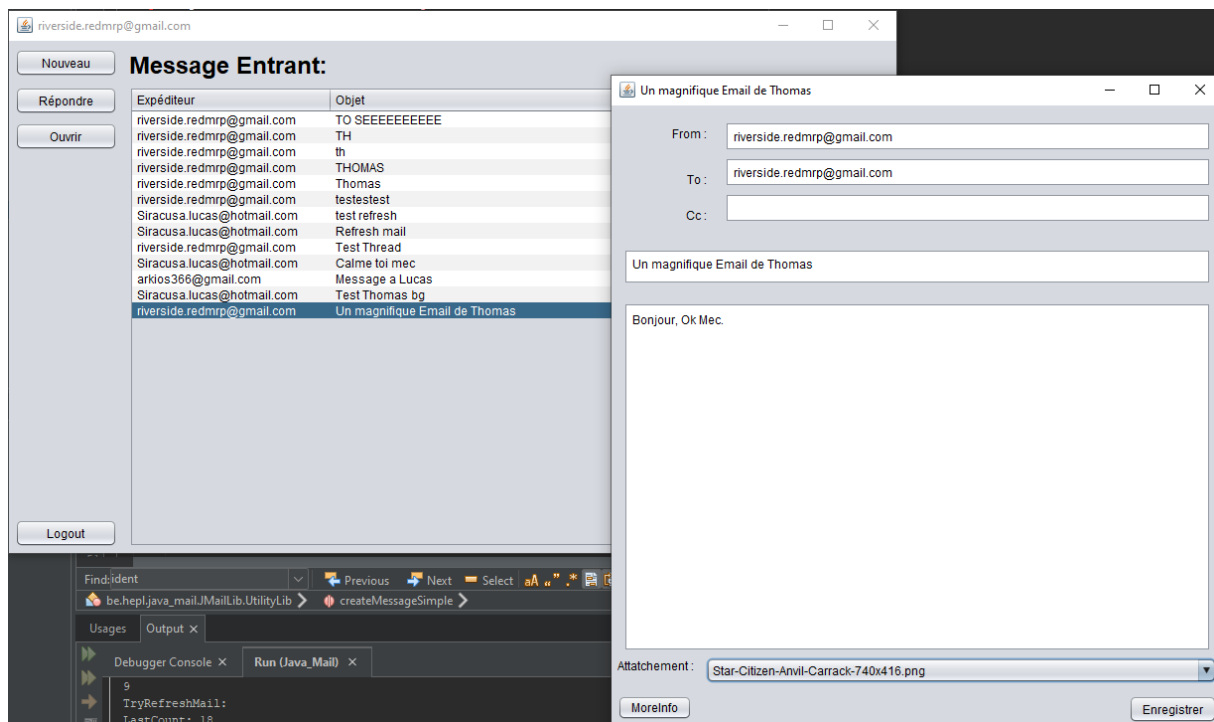 riverside.redmrp@gmail.com
Nouveau
Message Entrant:
Répondre
Ouvrir
Expéditeur Objet
riverside.redmrp@gmail.com TO SEEEEEEEEEE
riverside.redmrp@gmail.com TH
riverside.redmrp@gmail.com th
riverside.redmrp@gmail.com THOMAS
riverside.redmrp@gmail.com Thomas
riverside.redmrp@gmail.com testestest
Siracusa.lucas@hotmail.com test refresh
Siracusa.lucas@hotmail.com Refresh mail
riverside.redmrp@gmail.com Test Thread
Siracusa.lucas@hotmail.com Calme toi mec
arkios366@gmail.com Message a Lucas
Siracusa.lucas@hotmail.com Test Thomas bg
riverside.redmrp@gmail.com Un magnifique Email de Thomas
Logout
Un magnifique Email de Thomas
From : riverside.redmrp@gmail.com
To : riverside.redmrp@gmail.com
Cc :
Un magnifique Email de Thomas
Bonjour, Ok Mec.
Attatchement : Star-Citizen-Anvil-Carrack-740x416.png
MoreInfo Enregistrer
Find: ident Previous Next Select aA “” .*
be.hepl.java_mail.JMailLib.UtilityLib createMessageSimple
Usages Output
Debugger Console Run (Java_Mail)
9
TryRefreshMail:
LastCount: 18